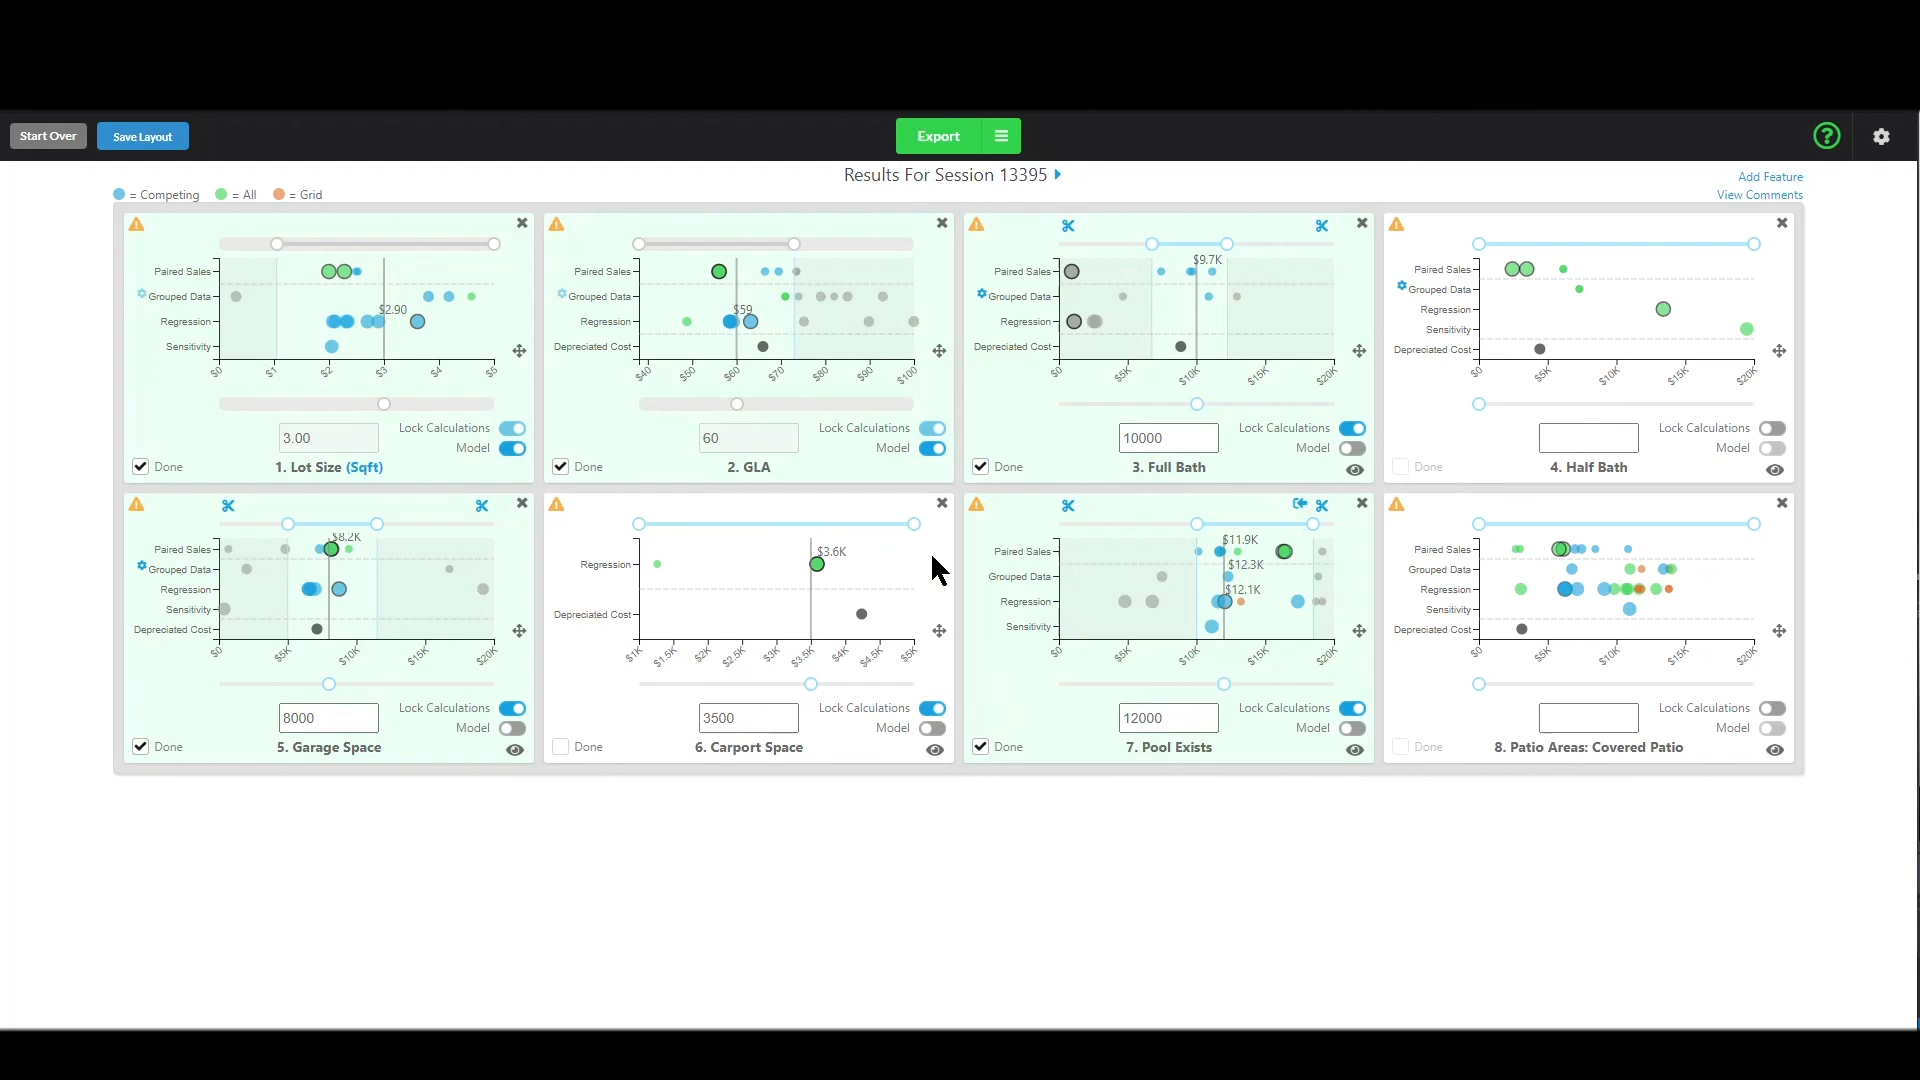 Start Over
Save Layout
Export
?
Results For Session 13395
= Competing
= All
= Grid
Add Feature
View Comments
Paired Sales
Grouped Data
Regression
Sensitivity
$2.90
$0
$1
$2
$3
$4
$5
3.00
Lock Calculations
Model
Done
1. Lot Size (Sqft)
Paired Sales
Grouped Data
Regression
Depreciated Cost
$59
$40
$50
$60
$70
$80
$90
$100
60
Lock Calculations
Model
Done
2. GLA
$9.7K
Paired Sales
Grouped Data
Regression
Depreciated Cost
$0
$5K
$10K
$15K
$20K
10000
Lock Calculations
Model
Done
3. Full Bath
Paired Sales
Grouped Data
Regression
Sensitivity
Depreciated Cost
$0
$5K
$10K
$15K
$20K
Lock Calculations
Model
Done
4. Half Bath
$8.2K
Paired Sales
Grouped Data
Regression
Sensitivity
Depreciated Cost
$0
$5K
$10K
$15K
$20K
8000
Lock Calculations
Model
Done
5. Garage Space
$3.6K
Regression
Depreciated Cost
$1K
$1.5K
$2K
$2.5K
$3K
$3.5K
$4K
$4.5K
$5K
3500
Lock Calculations
Model
Done
6. Carport Space
$11.9K
Paired Sales
$12.3K
Grouped Data
$12.1K
Regression
Sensitivity
$0
$5K
$10K
$15K
$20K
12000
Lock Calculations
Model
Done
7. Pool Exists
Paired Sales
Grouped Data
Regression
Sensitivity
Depreciated Cost
$0
$5K
$10K
$15K
$20K
Lock Calculations
Model
Done
8. Patio Areas: Covered Patio